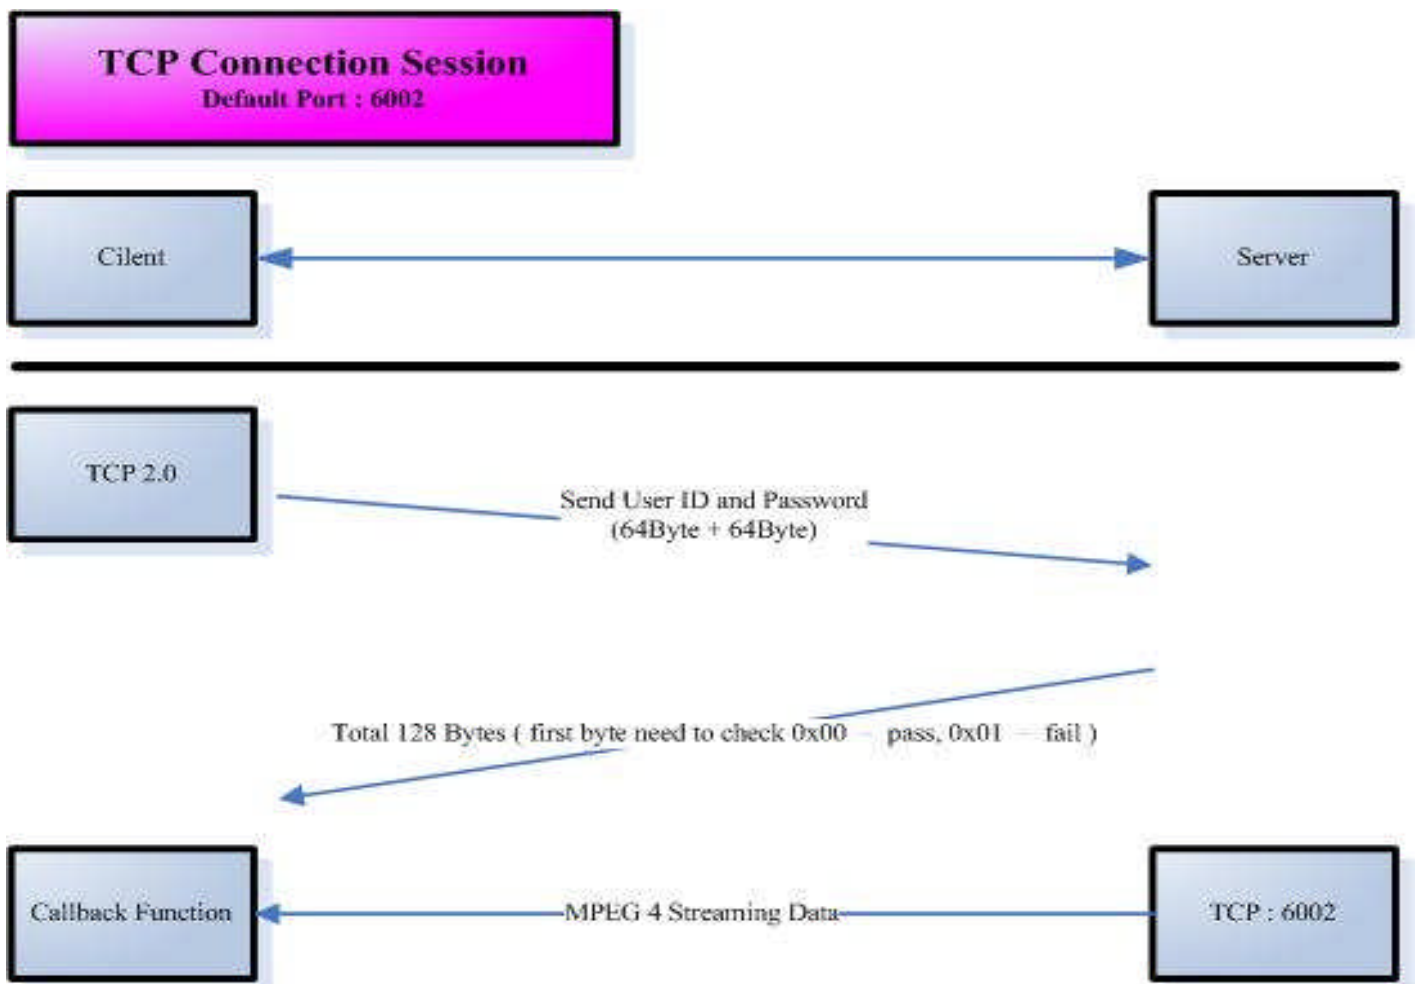 TCP Connection Session
Default Port : 6002
Cilent
Server
TCP 2.0
Send User ID and Password
(64Byte + 64Byte)
Total 128 Bytes ( first byte need to check 0x00 – pass, 0x01 – fail )
Callback Function
MPEG 4 Streaming Data
TCP : 6002